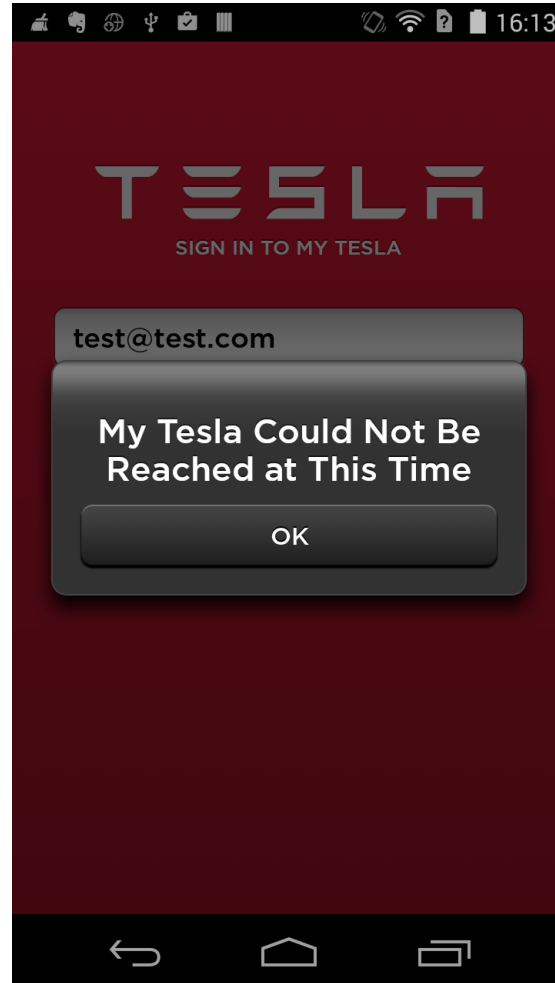 16:13
TESLA
SIGN IN TO MY TESLA
test@test.com
My Tesla Could Not Be
Reached at This Time
OK